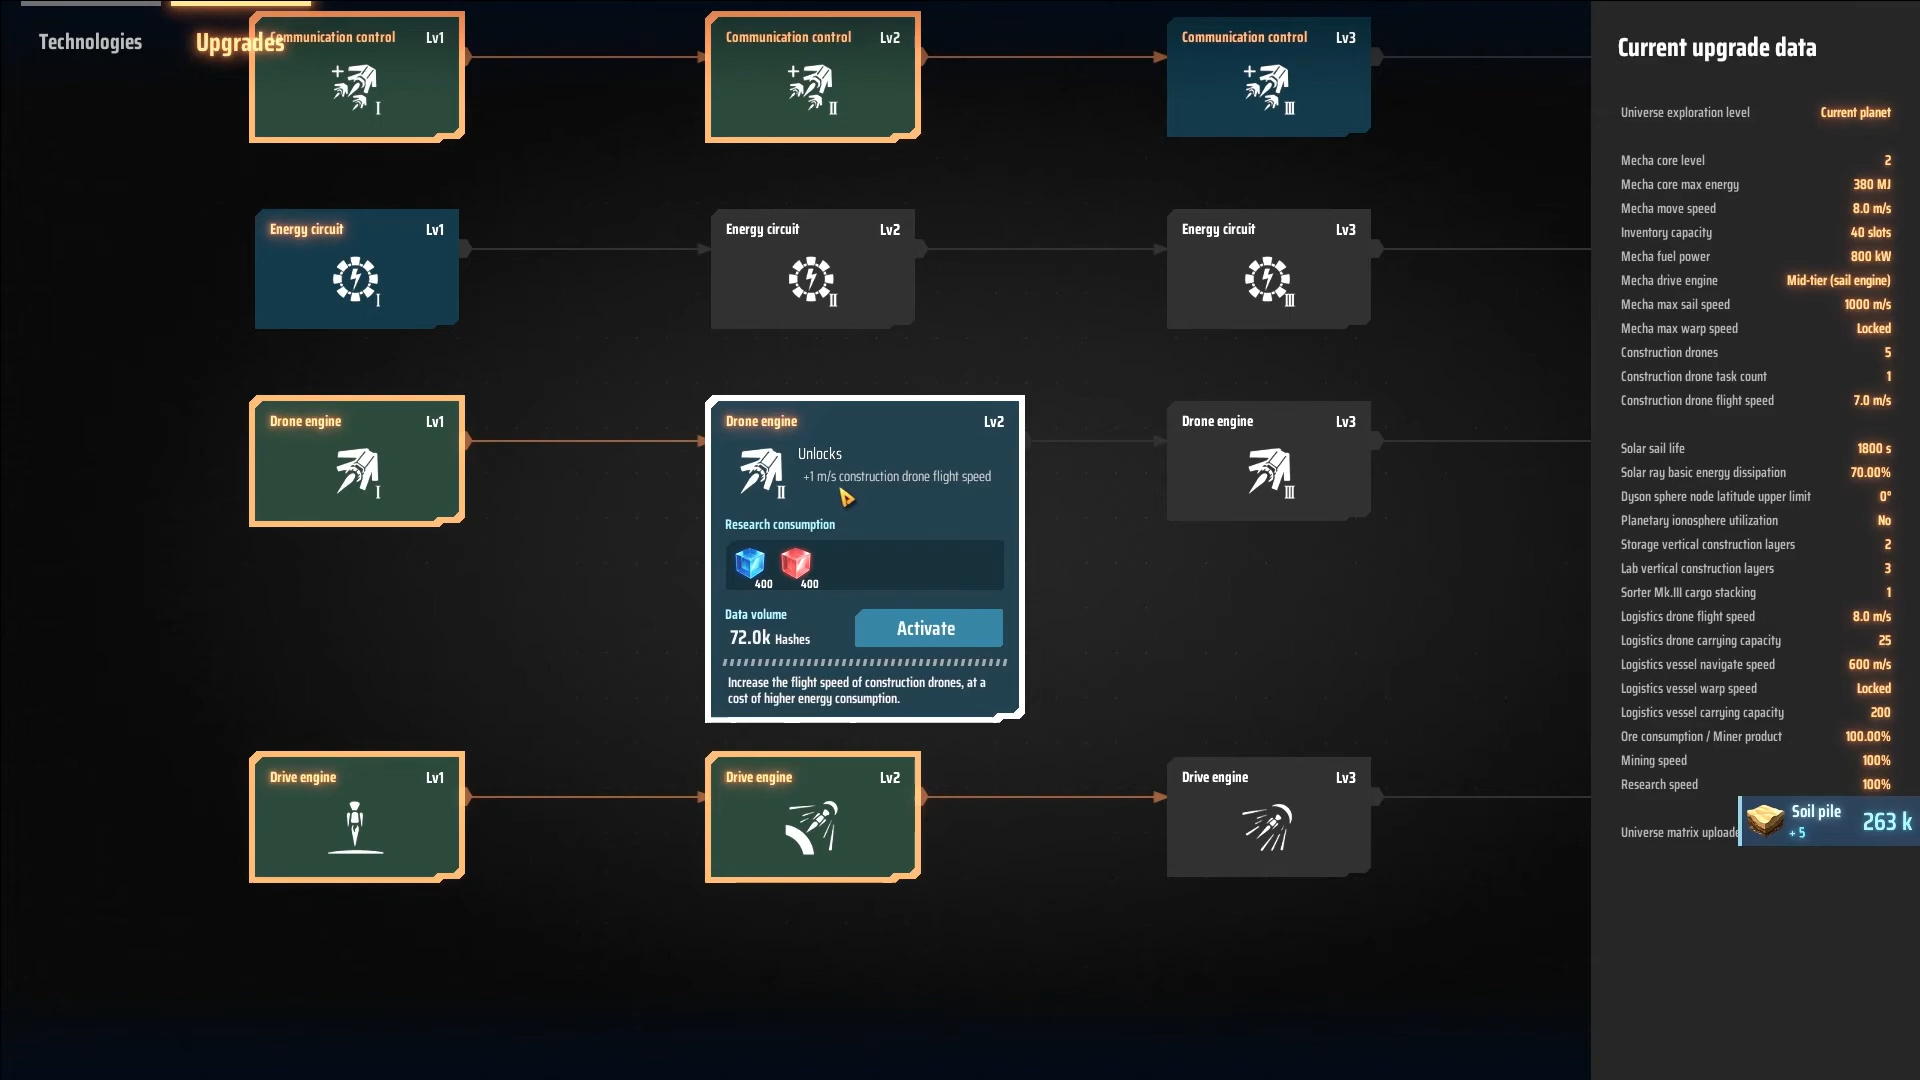 Technologies
Upgrades
Communication control Lv1
I
Communication control Lv2
II
Communication control Lv3
III
Energy circuit Lv1
I
Energy circuit Lv2
II
Energy circuit Lv3
III
Drone engine Lv1
I
Drone engine Lv2
Unlocks
+1 m/s construction drone flight speed
II
Research consumption
400 400
Data volume
72.0k Hashes
Activate
Increase the flight speed of construction drones, at a
cost of higher energy consumption.
Drone engine Lv3
III
Drive engine Lv1
Drive engine Lv2
Drive engine Lv3
Current upgrade data
Universe exploration level Current planet
Mecha core level 2
Mecha core max energy 380 MJ
Mecha move speed 8.0 m/s
Inventory capacity 40 slots
Mecha fuel power 800 kW
Mecha drive engine Mid-tier (sail engine)
Mecha max sail speed 1000 m/s
Mecha max warp speed Locked
Construction drones 5
Construction drone task count 1
Construction drone flight speed 7.0 m/s
Solar sail life 1800 s
Solar ray basic energy dissipation 70.00%
Dyson sphere node latitude upper limit 0°
Planetary ionosphere utilization No
Storage vertical construction layers 2
Lab vertical construction layers 3
Sorter Mk.III cargo stacking 1
Logistics drone flight speed 8.0 m/s
Logistics drone carrying capacity 25
Logistics vessel navigate speed 600 m/s
Logistics vessel warp speed Locked
Logistics vessel carrying capacity 200
Ore consumption / Miner product 100.00%
Mining speed 100%
Research speed 100%
Universe matrix uploade
Soil pile
+ 5
263 k